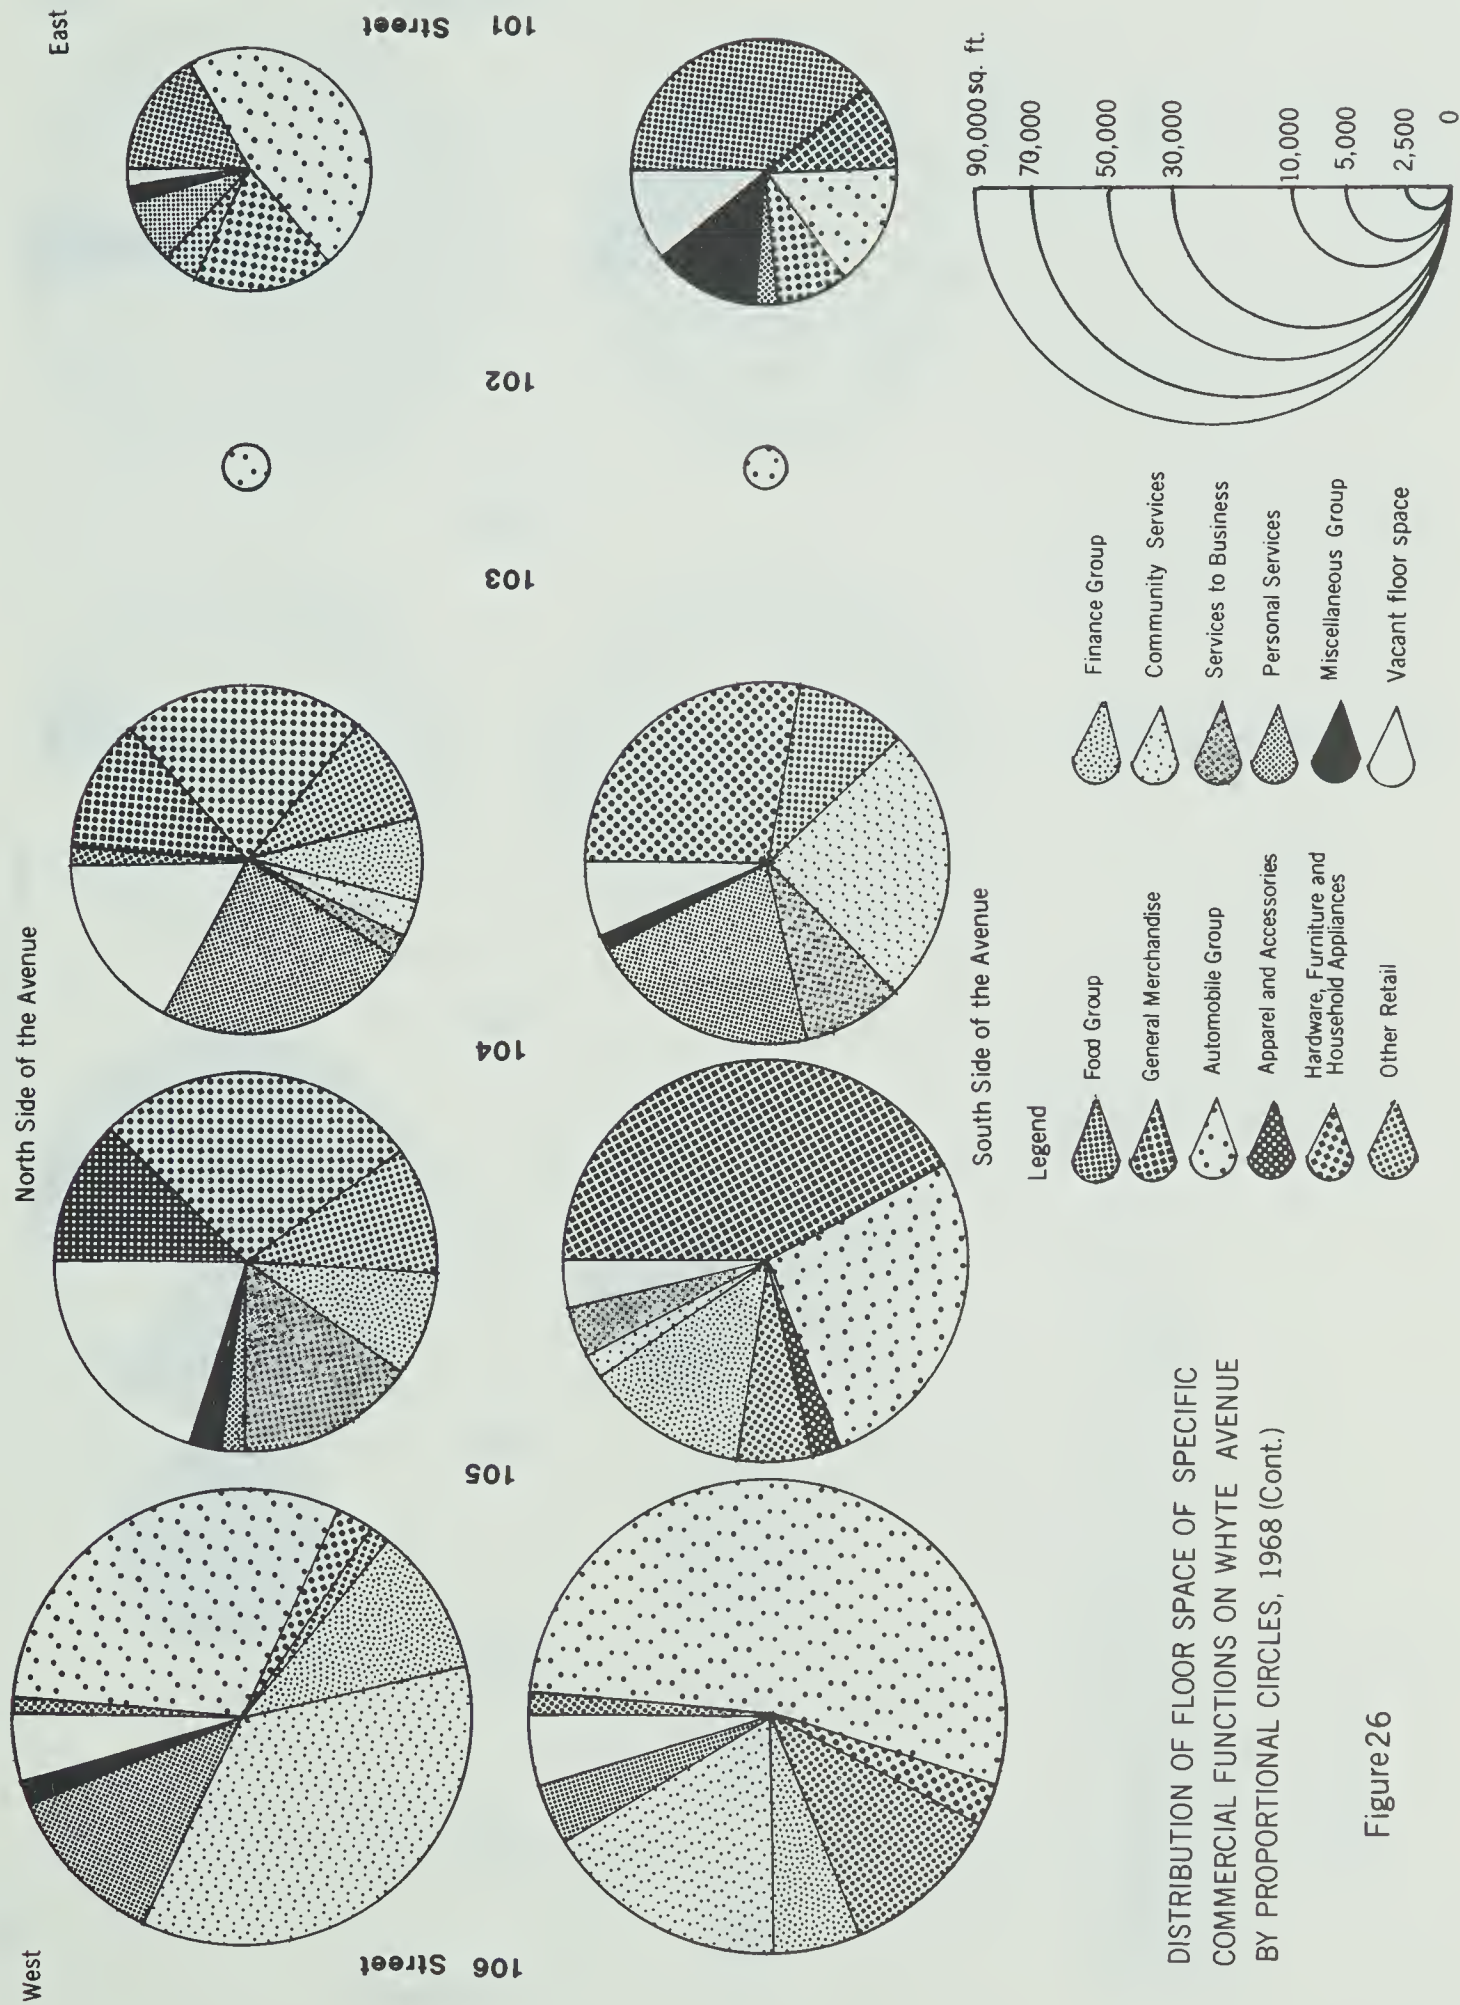 West
North Side of the Avenue
East
106 Street
105
104
103
102
101 Street
South Side of the Avenue
Legend
Food Group
General Merchandise
Automobile Group
Apparel and Accessories
Hardware, Furniture and
Household Appliances
Other Retail
Finance Group
Community Services
Services to Business
Personal Services
Miscellaneous Group
Vacant floor space
90,000 sq. ft.
70,000
50,000
30,000
10,000
5,000
2,500
0
DISTRIBUTION OF FLOOR SPACE OF SPECIFIC
COMMERCIAL FUNCTIONS ON WHYTE AVENUE
BY PROPORTIONAL CIRCLES, 1968 (Cont.)
Figure26